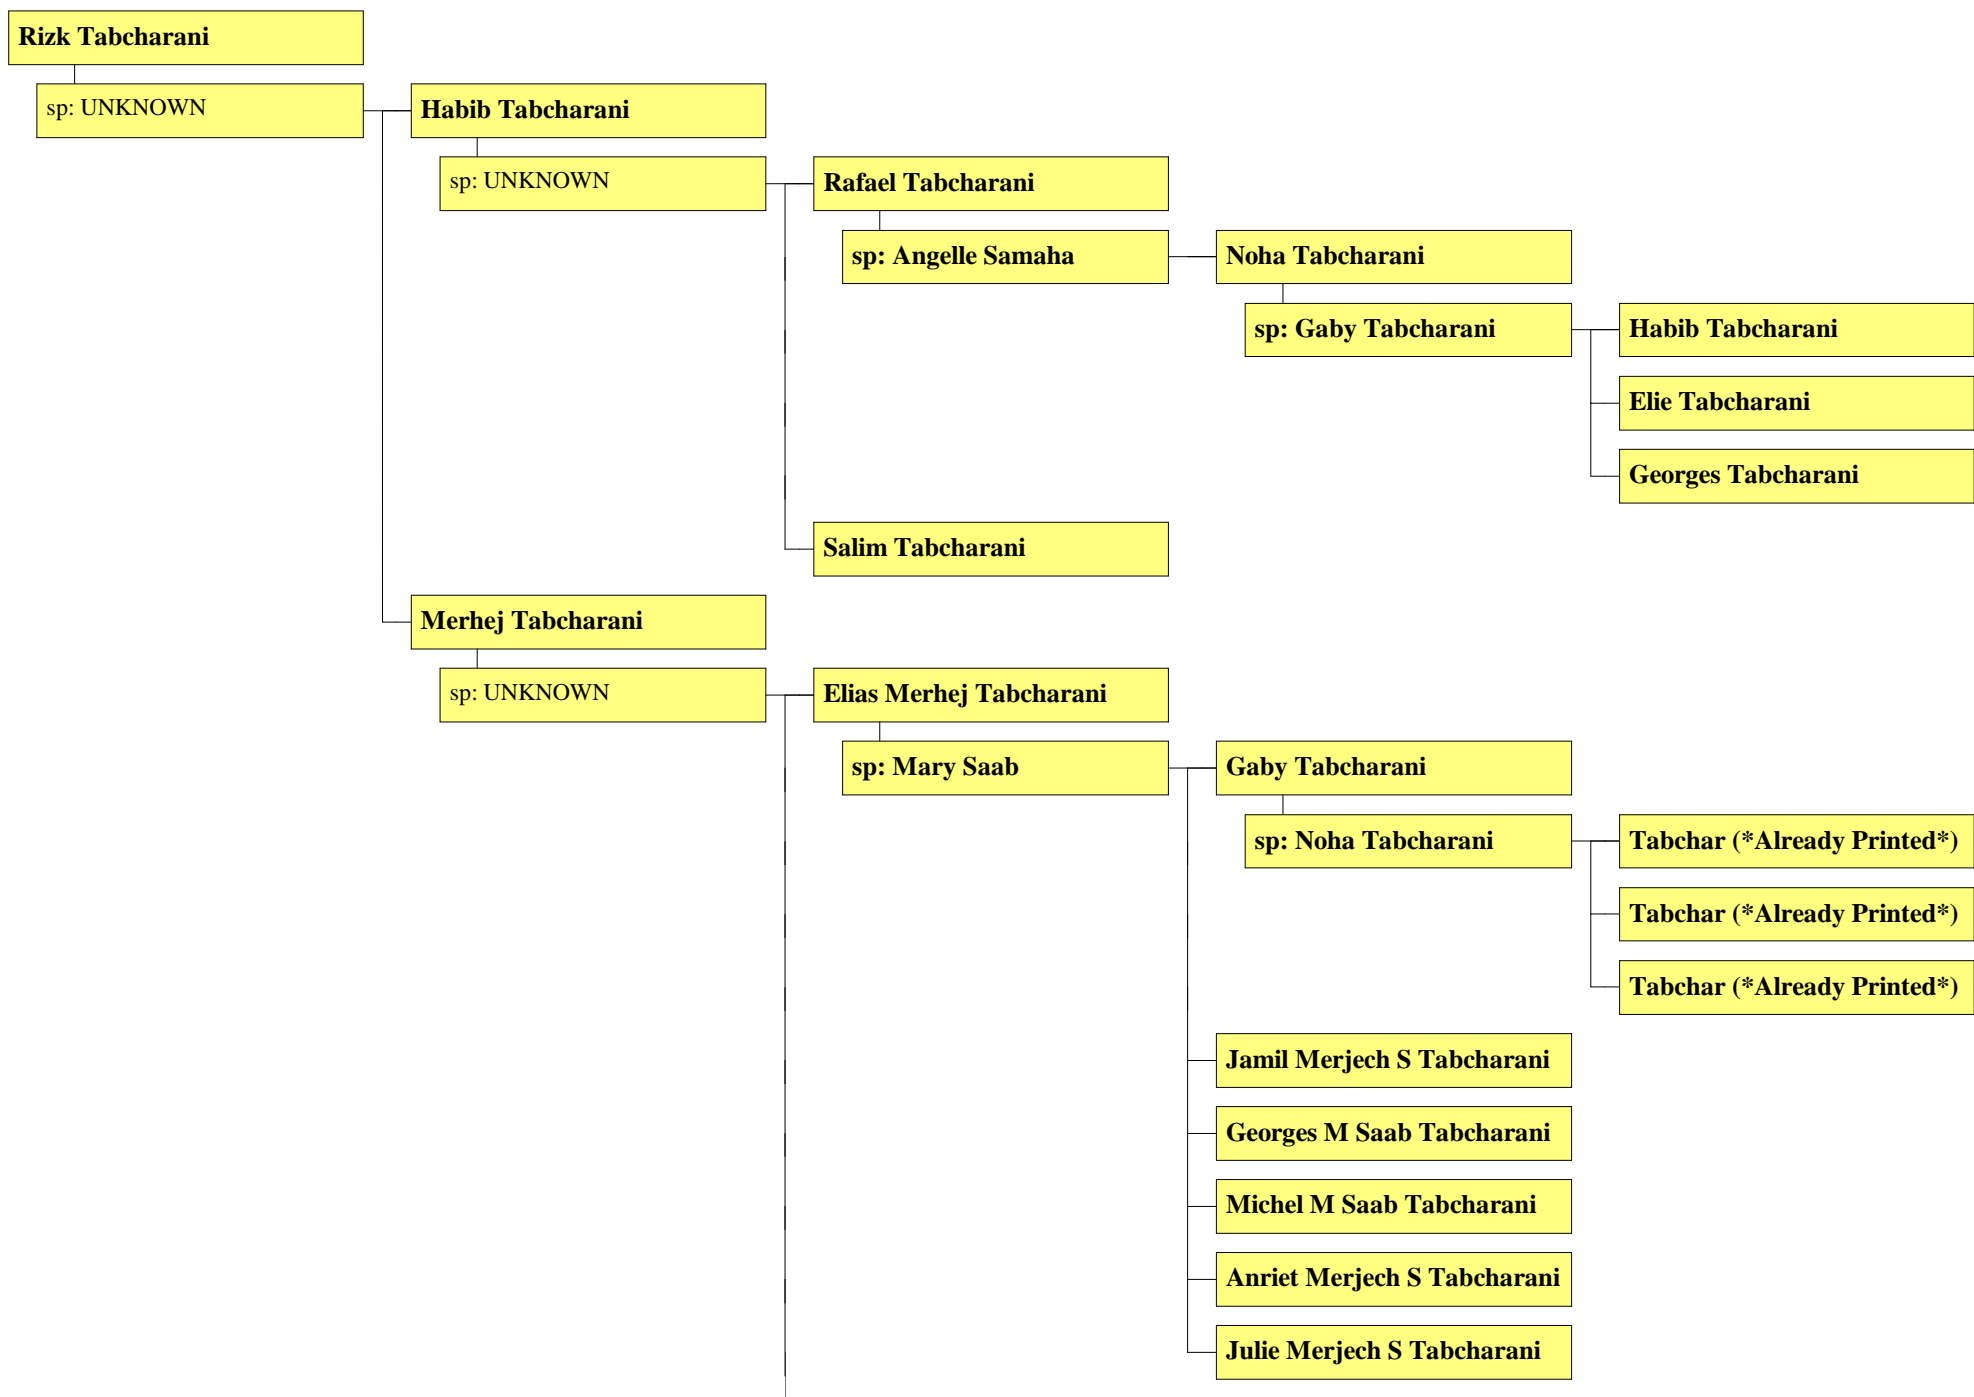 Rizk Tabcharani
sp: UNKNOWN
Habib Tabcharani
sp: UNKNOWN
Rafael Tabcharani
sp: Angelle Samaha
Noha Tabcharani
sp: Gaby Tabcharani
Habib Tabcharani
Elie Tabcharani
Georges Tabcharani
Salim Tabcharani
Merhej Tabcharani
sp: UNKNOWN
Elias Merhej Tabcharani
sp: Mary Saab
Gaby Tabcharani
sp: Noha Tabcharani
Tabchar (*Already Printed*)
Tabchar (*Already Printed*)
Tabchar (*Already Printed*)
Jamil Merjech S Tabcharani
Georges M Saab Tabcharani
Michel M Saab Tabcharani
Anriet Merjech S Tabcharani
Julie Merjech S Tabcharani